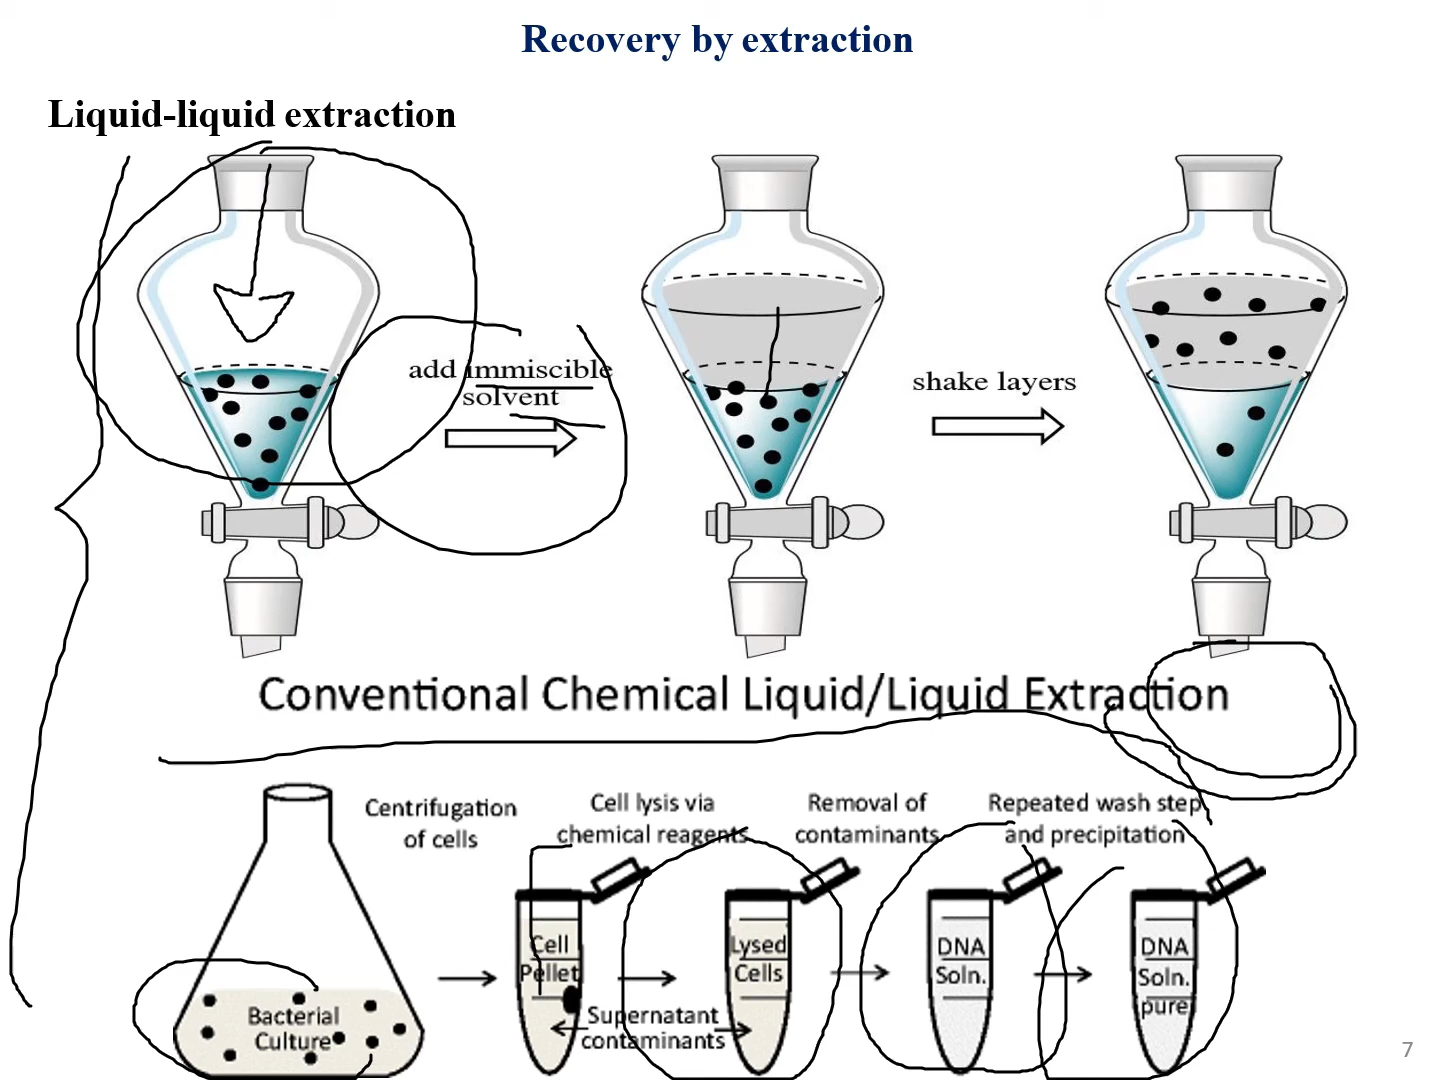 Recovery by extraction
Liquid-liquid extraction
add immiscible
solvent
shake layers
Conventional Chemical Liquid/Liquid Extraction
Centrifugation
of cells
Cell lysis via
chemical reagents
Removal of
contaminants
Repeated wash step
and precipitation
Bacterial
Culture
Cell
Pellet
Lysed
Cells
DNA
Soln.
DNA
Soln.
pure
Supernatant
contaminants
7